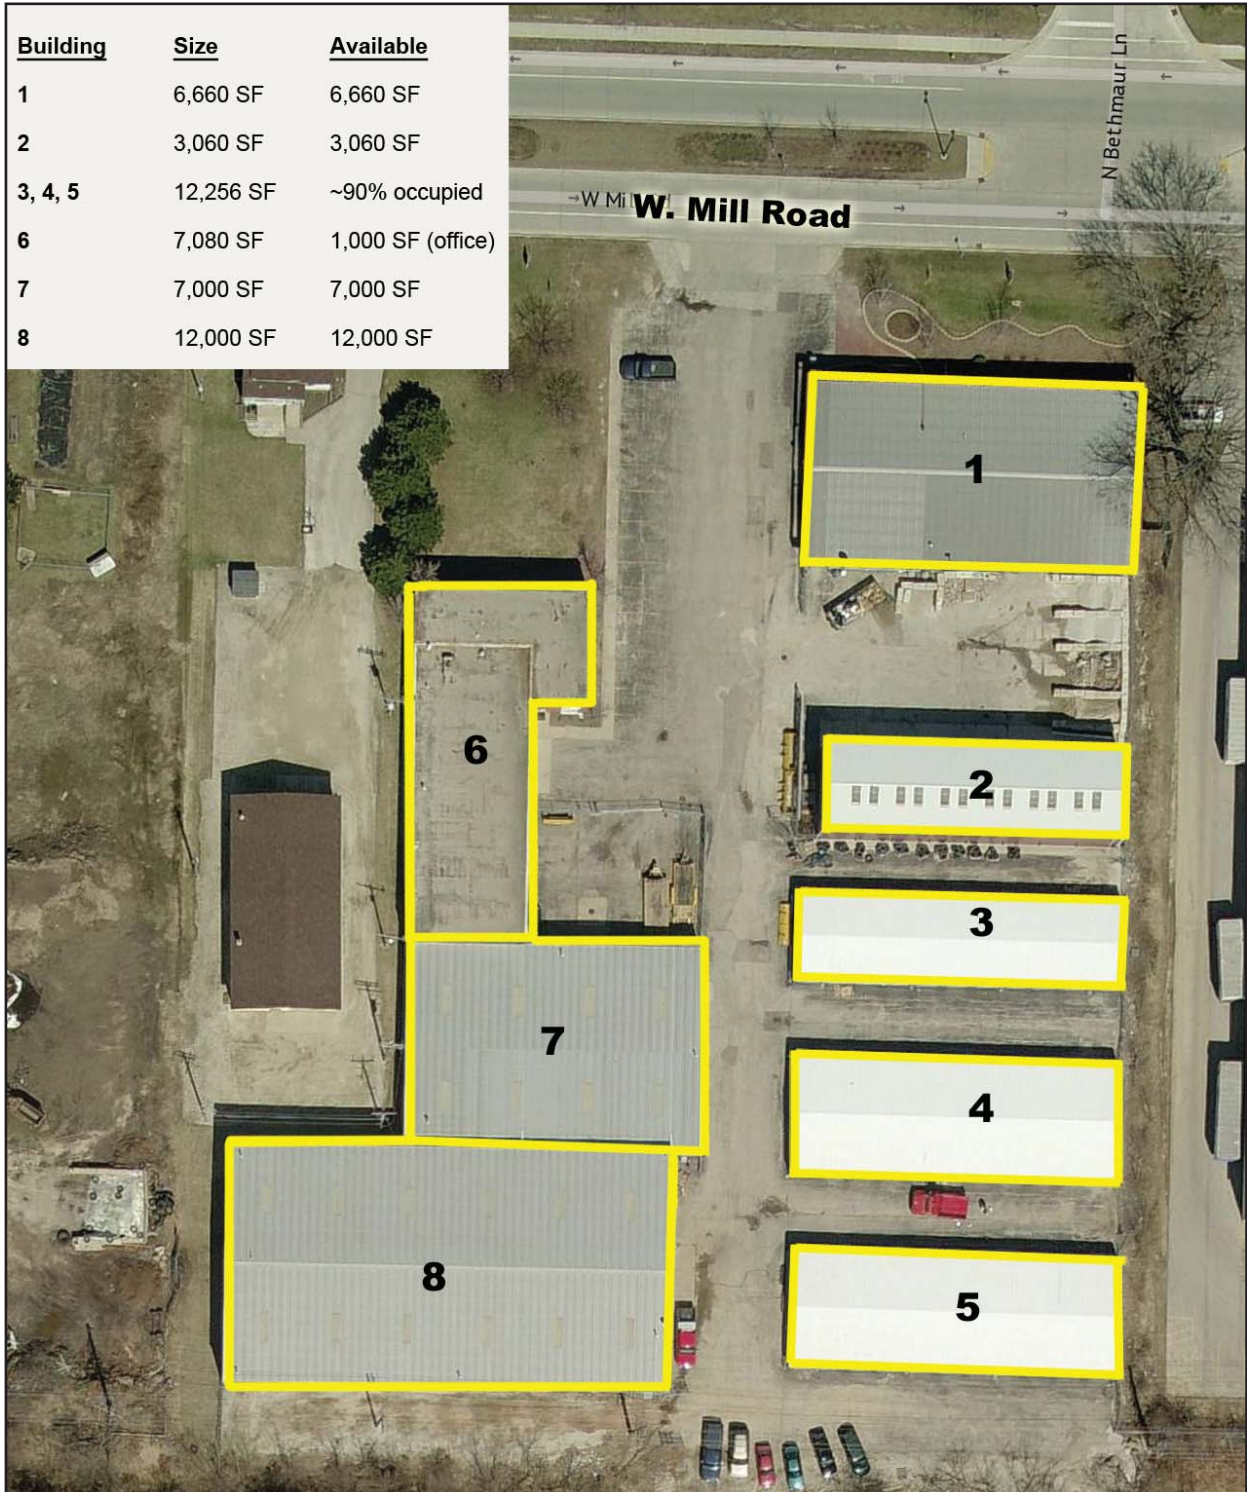 Building Size Available
1 6,660 SF 6,660 SF
2 3,060 SF 3,060 SF
3, 4, 5 12,256 SF ~90% occupied
6 7,080 SF 1,000 SF (office)
7 7,000 SF 7,000 SF
8 12,000 SF 12,000 SF
N Bethmaur Ln
W Mi
W. Mill Road
1
6
2
3
7
4
8
5